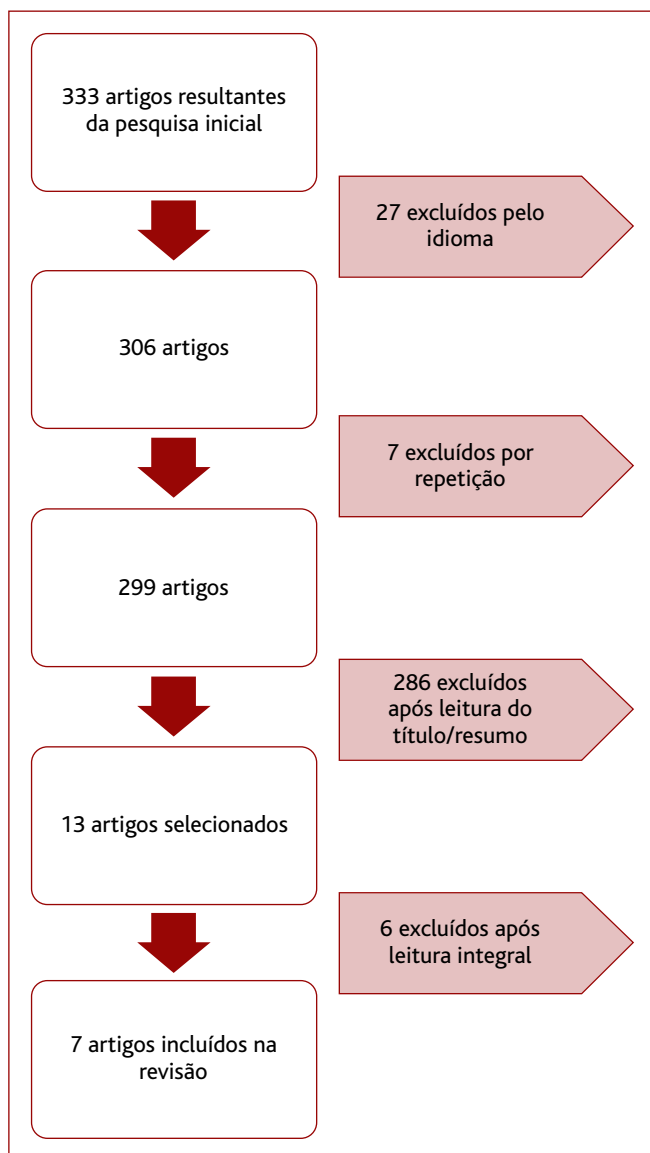 333 artigos resultantes
da pesquisa inicial
27 excluídos pelo
idioma
306 artigos
7 excluídos por
repetição
299 artigos
286 excluídos
após leitura do
título/resumo
13 artigos selecionados
6 excluídos após
leitura integral
7 artigos incluídos na
revisão